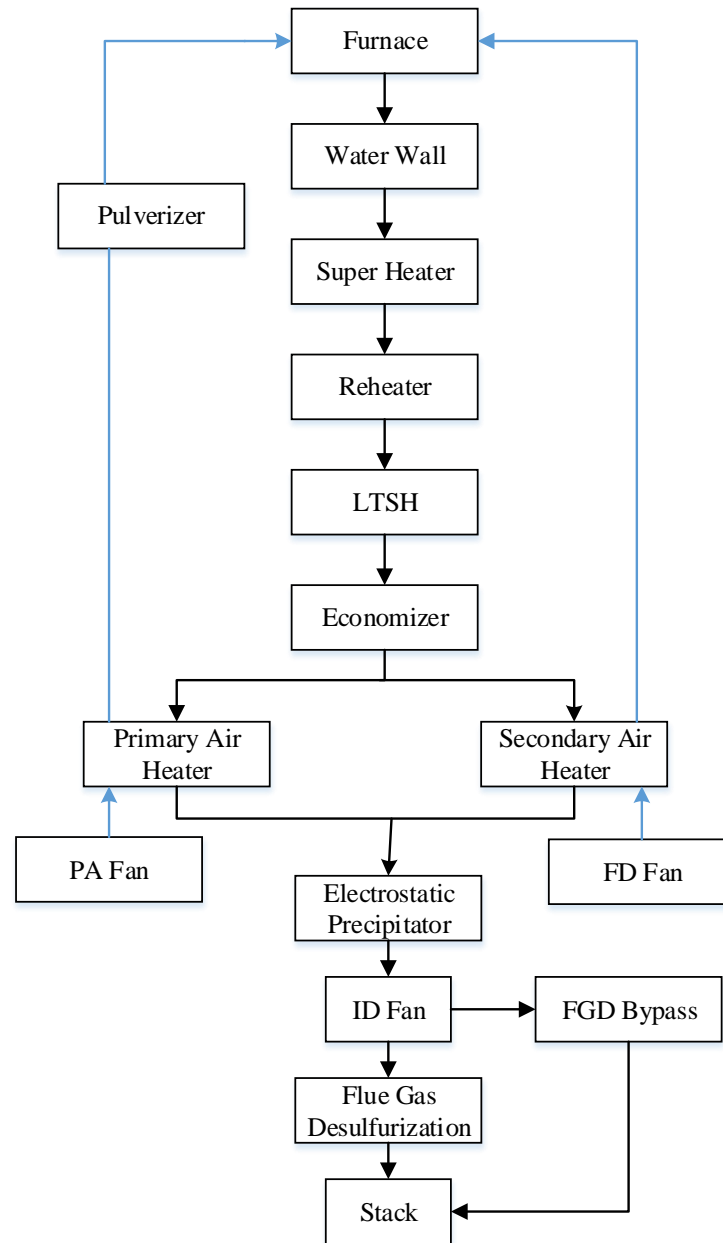 Furnace
Water Wall
Pulverizer
Super Heater
Reheater
LTSH
Economizer
Primary Air
Heater
Secondary Air
Heater
PA Fan
FD Fan
Electrostatic
Precipitator
ID Fan
FGD Bypass
Flue Gas
Desulfurization
Stack